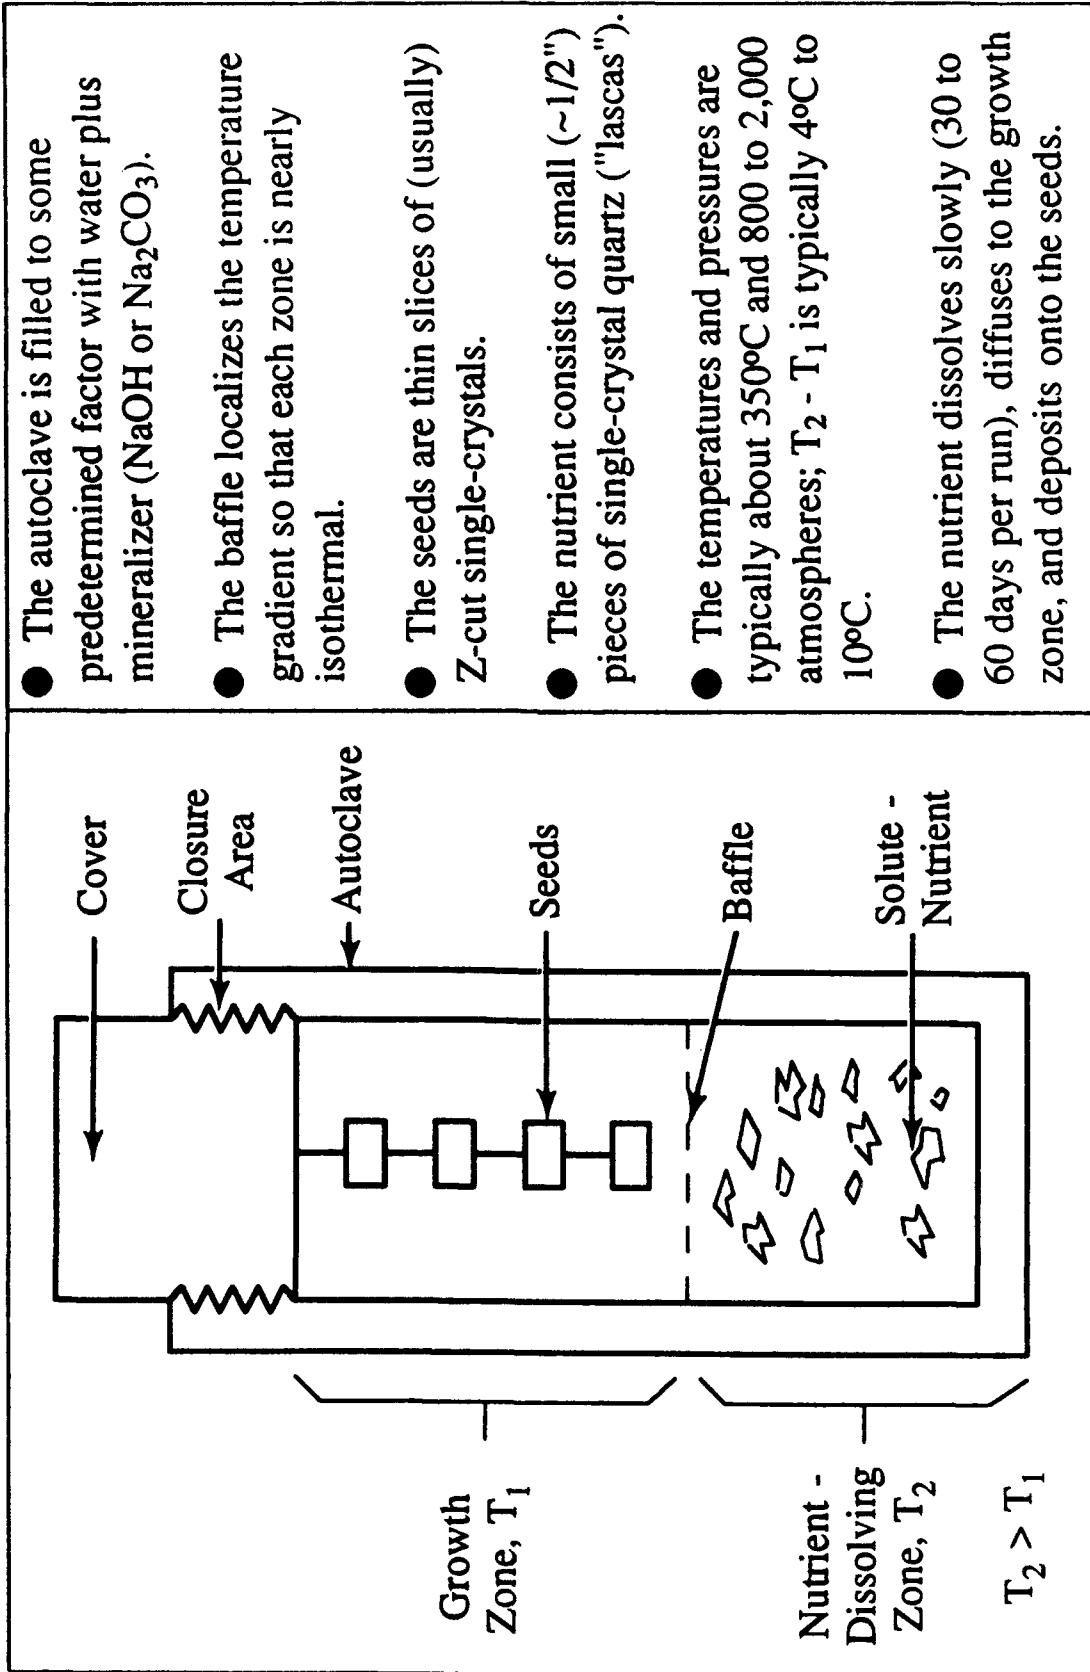 Cover
Closure
Area
Autoclave
Growth
Zone, T₁
Seeds
Baffle
Nutrient -
Dissolving
Zone, T₂
Solute -
Nutrient
T₂ > T₁
● The autoclave is filled to some
predetermined factor with water plus
mineralizer (NaOH or Na₂CO₃).
● The baffle localizes the temperature
gradient so that each zone is nearly
isothermal.
● The seeds are thin slices of (usually)
Z-cut single-crystals.
● The nutrient consists of small (~1/2")
pieces of single-crystal quartz ("lascas").
● The temperatures and pressures are
typically about 350°C and 800 to 2,000
atmospheres; T₂ - T₁ is typically 4°C to
10°C.
● The nutrient dissolves slowly (30 to
60 days per run), diffuses to the growth
zone, and deposits onto the seeds.